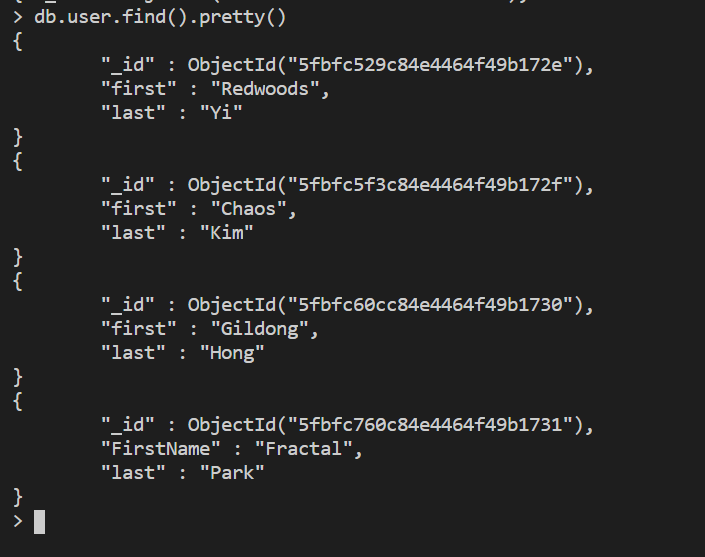 > db.user.find().pretty()
{
"_id" : ObjectId("5fbfc529c84e4464f49b172e"),
"first" : "Redwoods",
"last" : "Yi"
}
{
"_id" : ObjectId("5fbfc5f3c84e4464f49b172f"),
"first" : "Chaos",
"last" : "Kim"
}
{
"_id" : ObjectId("5fbfc60cc84e4464f49b1730"),
"first" : "Gildong",
"last" : "Hong"
}
{
"_id" : ObjectId("5fbfc760c84e4464f49b1731"),
"FirstName" : "Fractal",
"last" : "Park"
}
>